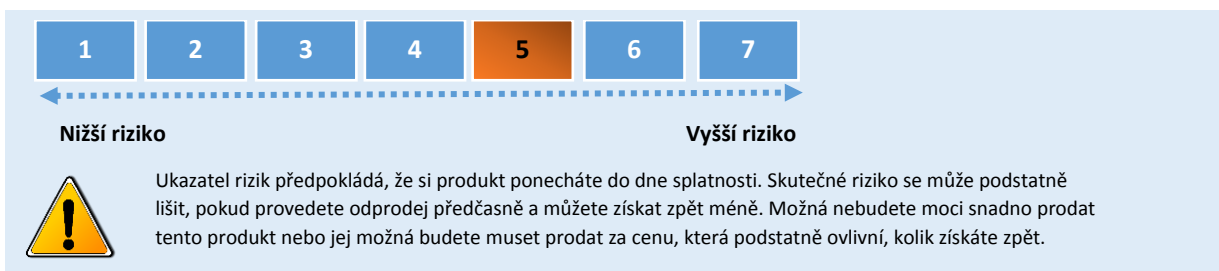 1 2 3 4 5 6 7
Nižší riziko Vyšší riziko
Ukazatel rizik předpokládá, že si produkt ponecháte do dne splatnosti. Skutečné riziko se může podstatně
lišit, pokud provedete odprodej předčasně a můžete získat zpět méně. Možná nebudete moci snadno prodat
tento produkt nebo jej možná budete muset prodat za cenu, která podstatně ovlivní, kolik získáte zpět.